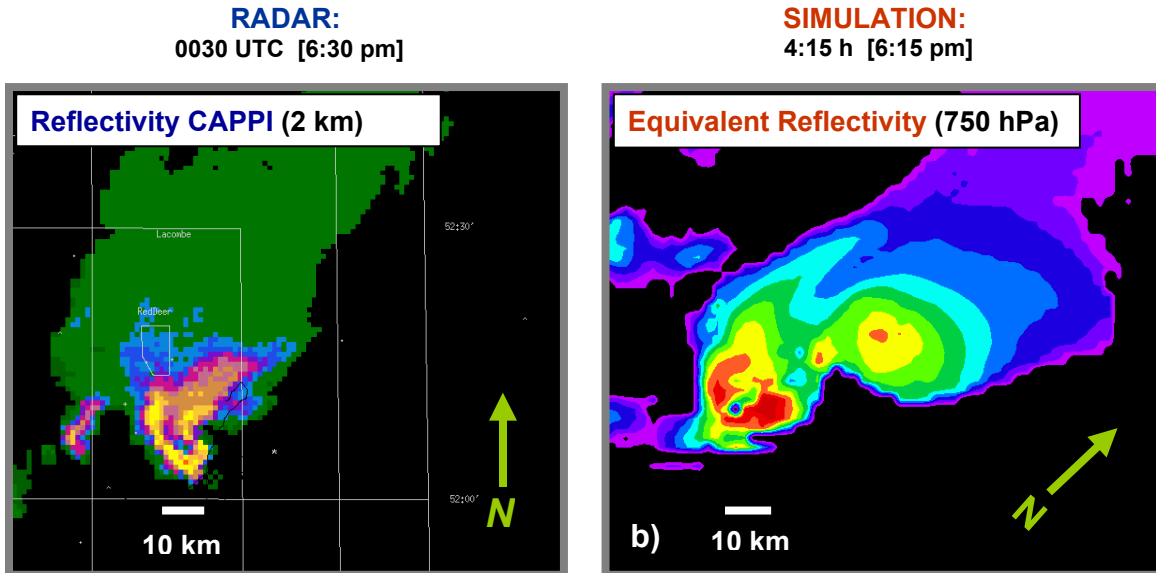 RADAR:
0030 UTC [6:30 pm]
SIMULATION:
4:15 h [6:15 pm]
Reflectivity CAPPI (2 km)
Equivalent Reflectivity (750 hPa)
52:30'
Lacombe
RedDeer
52:00'
N
10 km
N
b)
10 km